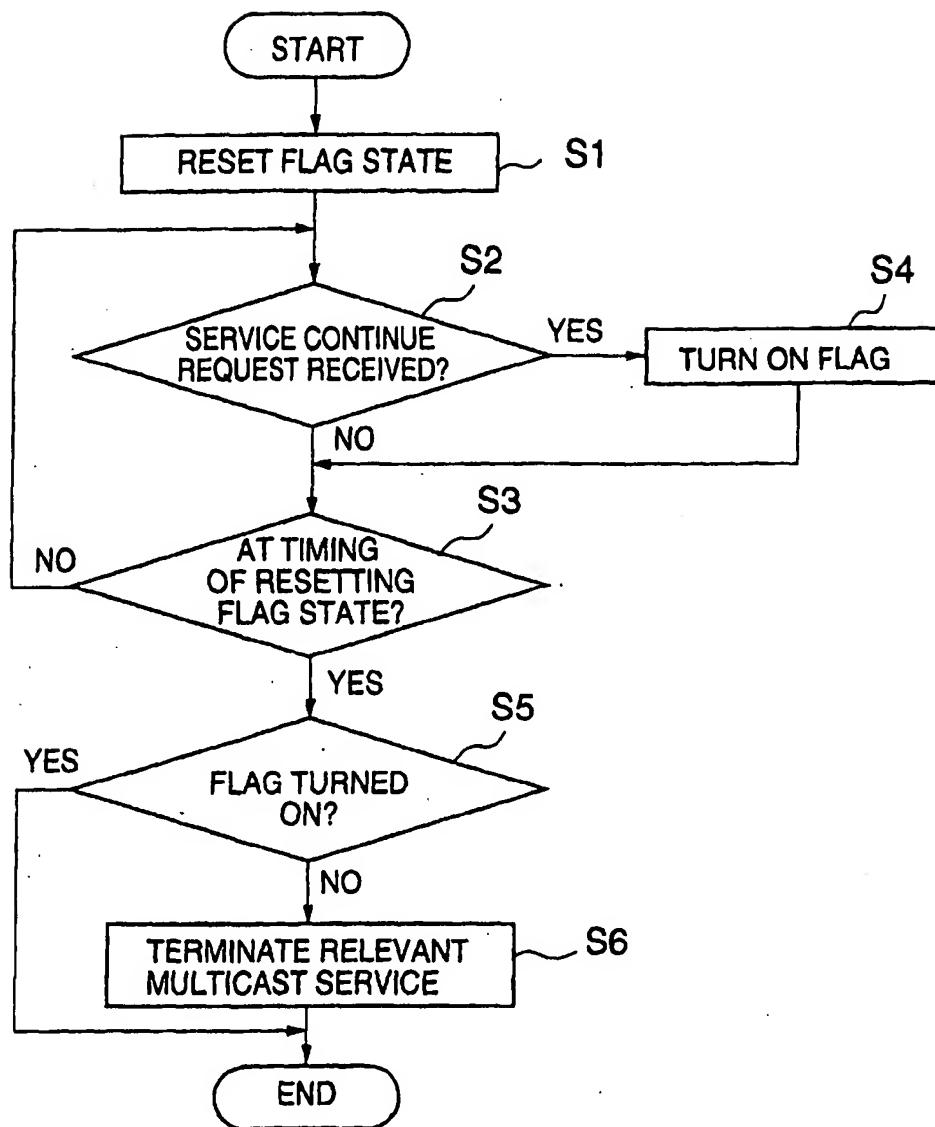 START
RESET FLAG STATE
S1
S2
SERVICE CONTINUE
REQUEST RECEIVED?
YES
S4
TURN ON FLAG
NO
S3
AT TIMING
OF RESETTING
FLAG STATE?
NO
YES
S5
YES
FLAG TURNED
ON?
NO
TERMINATE RELEVANT
MULTICAST SERVICE
S6
END